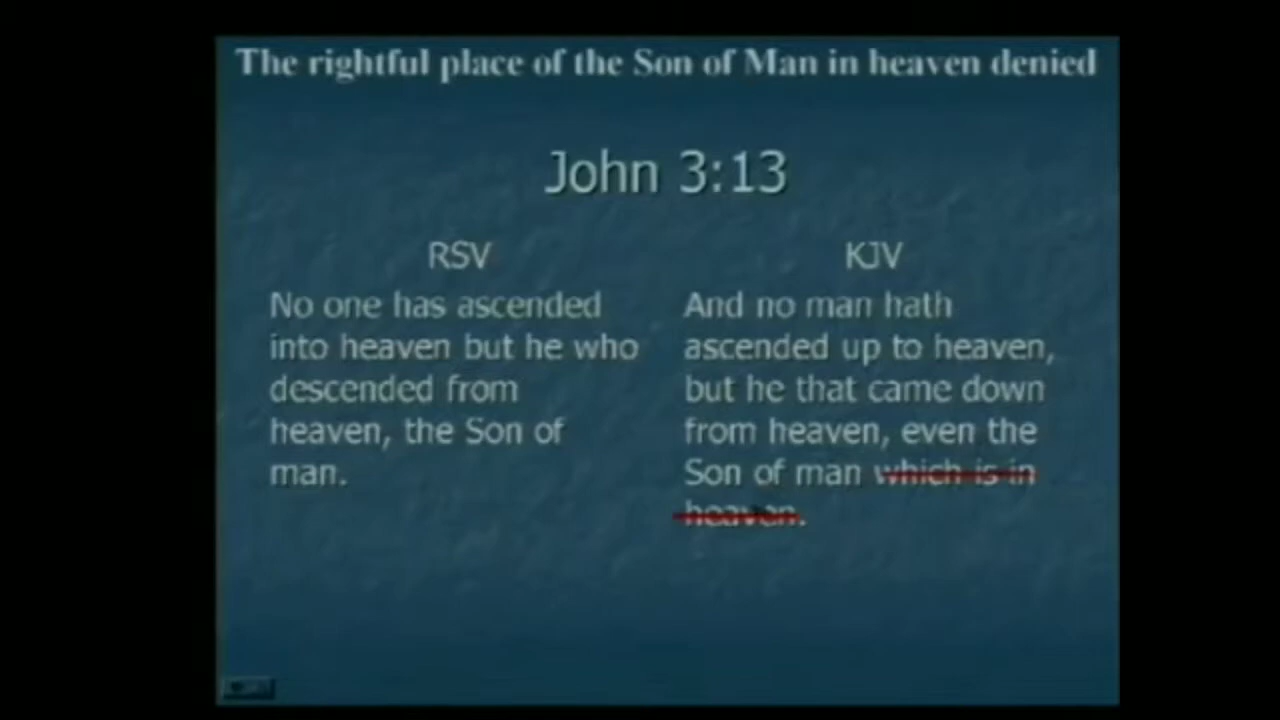 The rightful place of the Son of Man in heaven denied
John 3:13
RSV
No one has ascended
into heaven but he who
descended from
heaven, the Son of
man.
KJV
And no man hath
ascended up to heaven,
but he that came down
from heaven, even the
Son of man which is in
heaven.